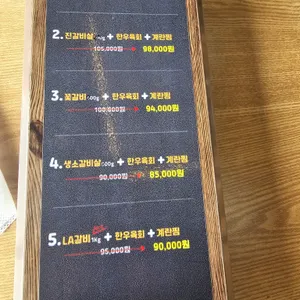 2. 진갈비살 + 한우육회 + 계란찜
105,000원 → 98,000원
3. 꽃갈비 + 한우육회 + 계란찜
100,000원 → 94,000원
4. 생소갈비살 + 한우육회 + 계란찜
90,000원 → 85,000원
5. LA갈비 1Kg + 한우육회 + 계란찜
95,000원 → 90,000원